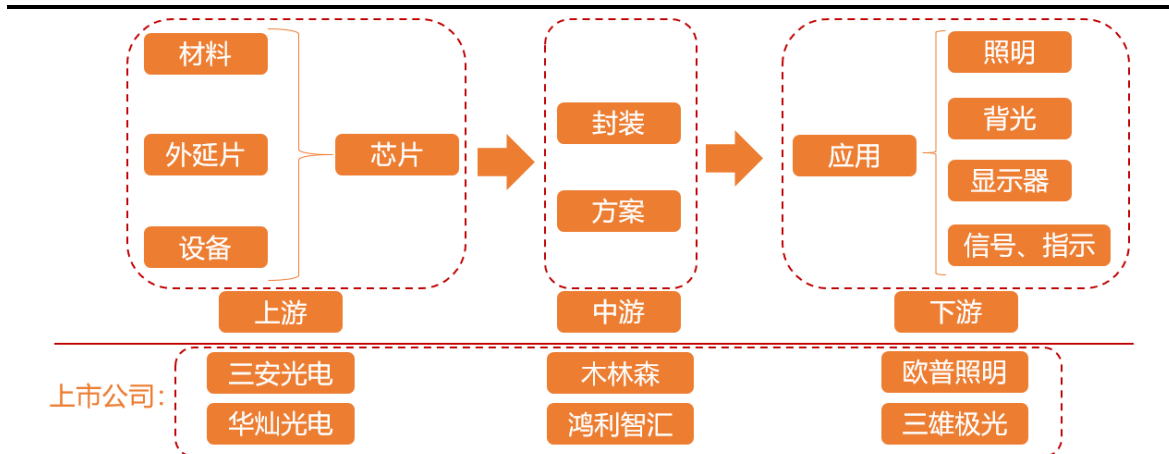 材料
外延片
设备
芯片
封装
方案
应用
照明
背光
显示器
信号、指示
上游
中游
下游
上市公司：
三安光电
木林森
欧普照明
华灿光电
鸿利智汇
三雄极光